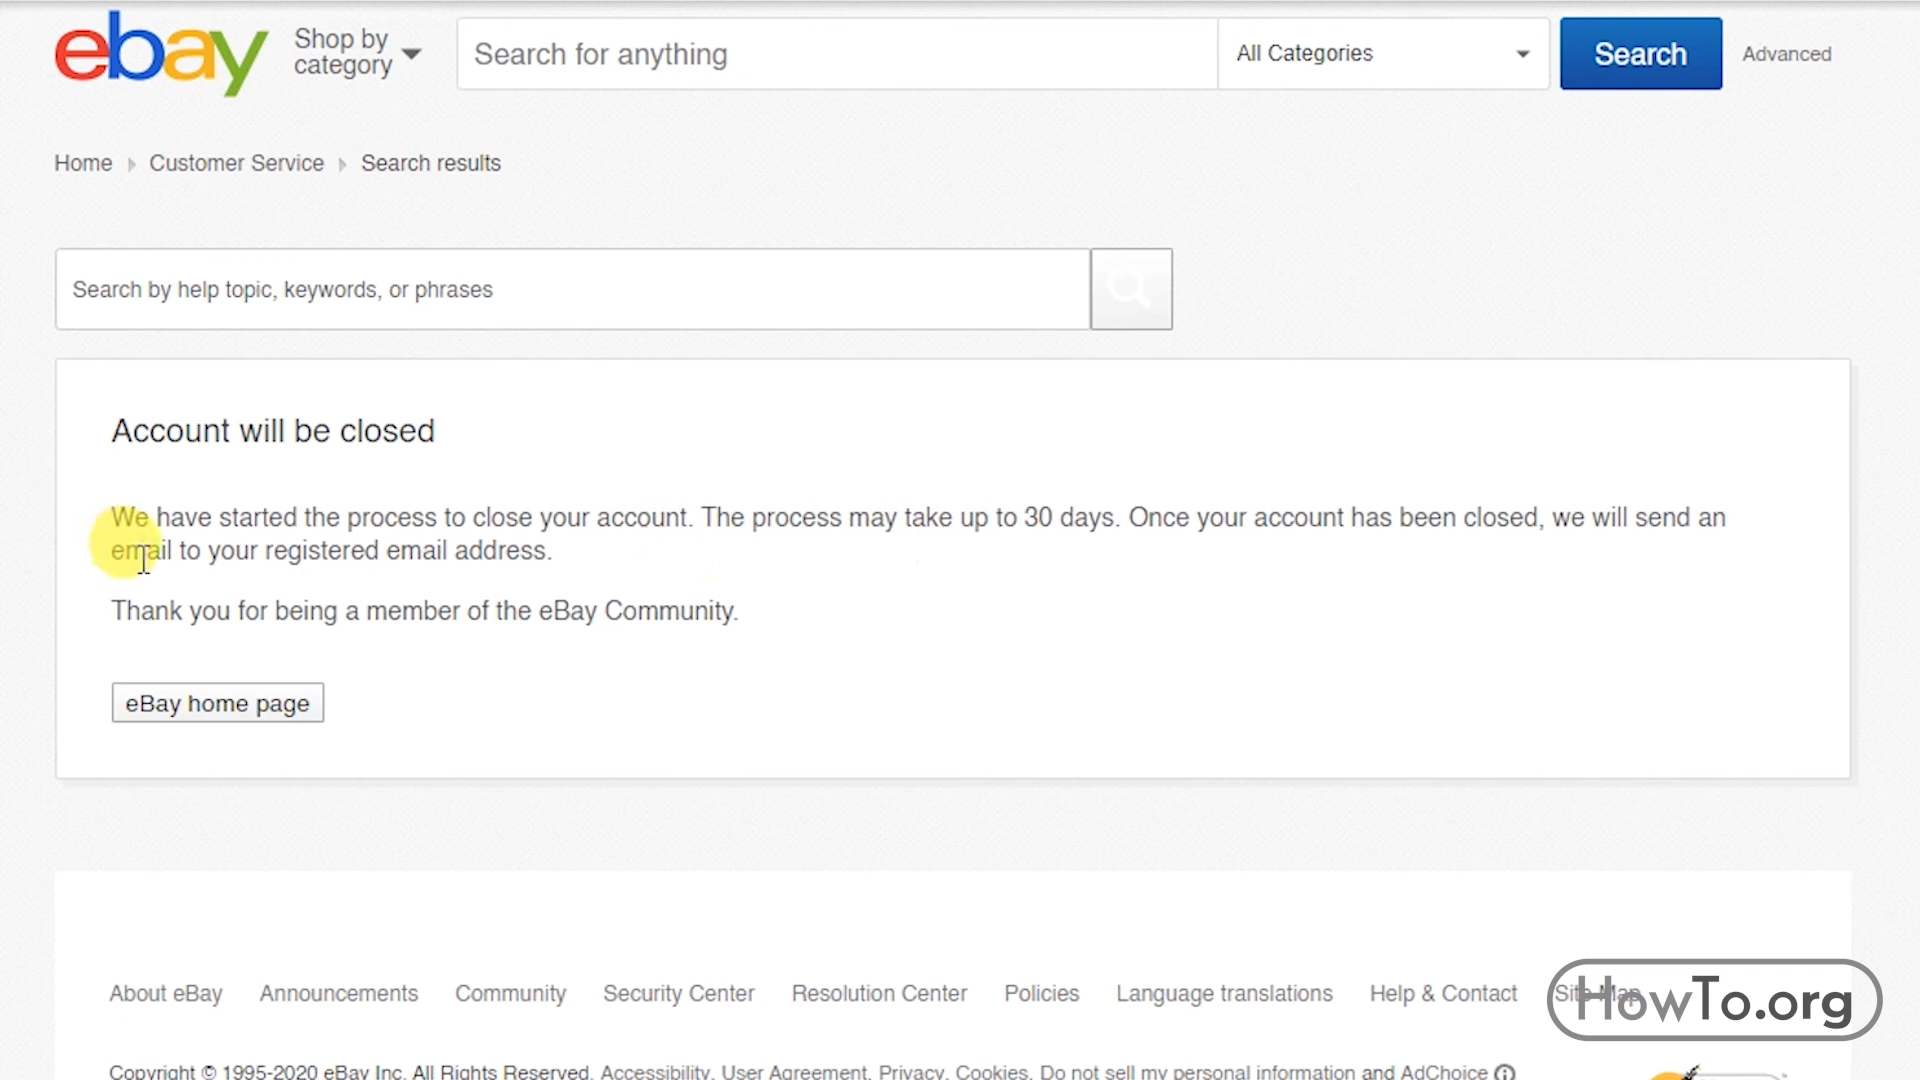 ebay
Shop by
category
Search for anything
All Categories
Search
Advanced
Home
Customer Service
Search results
Search by help topic, keywords, or phrases
Account will be closed
We have started the process to close your account. The process may take up to 30 days. Once your account has been closed, we will send an
email to your registered email address.
Thank you for being a member of the eBay Community.
eBay home page
About eBay Announcements Community Security Center Resolution Center Policies Language translations Help & Contact Site Map
HowTo.org
Copyright © 1995-2020 eBay Inc. All Rights Reserved. Accessibility, User Agreement, Privacy, Cookies, Do not sell my personal information and AdChoice